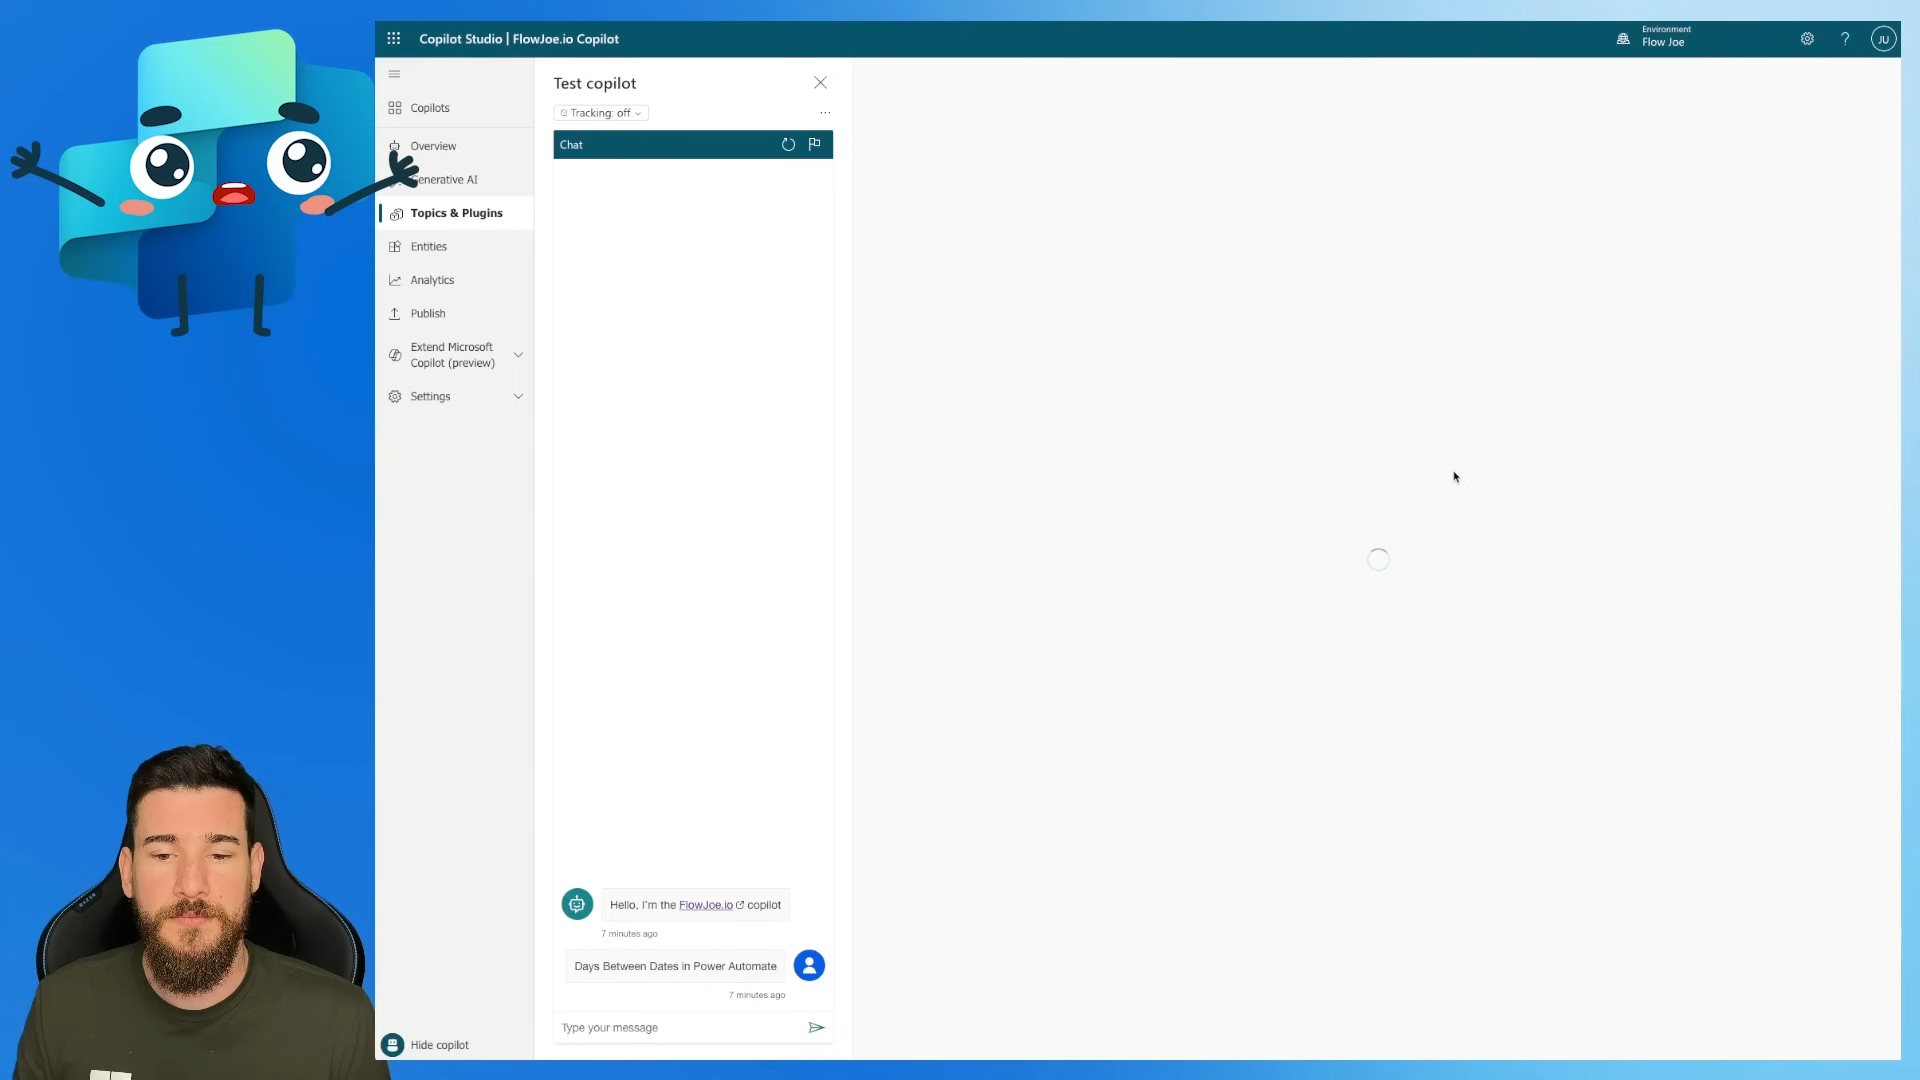 Copilot Studio | FlowJoe.io Copilot
Environment
Flow Joe
?
JU
Copilots
Overview
enerative AI
Topics & Plugins
Entities
Analytics
Publish
Extend Microsoft
Copilot (preview)
Settings
Hide copilot
Test copilot
Tracking: off
...
Chat
Hello, I'm the FlowJoe.io copilot
7 minutes ago
Days Between Dates in Power Automate
7 minutes ago
Type your message